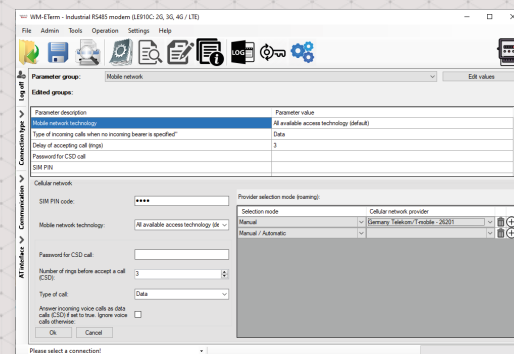 WM-ETerm - Industrial RS485 modem (LE910C: 2G, 3G, 4G / LTE)
File Admin Tools Operation Settings Help
LOG
Log off
Connection type
Communication
AT interface
Parameter group: Mobile network Edit values
Edited groups:
Parameter description Parameter value
Mobile network technology All available access technology (default)
Type of incoming calls when no incoming bearer is specified" Data
Delay of accepting call (rings) 3
Password for CSD call
SIM PIN
Cellular network
SIM PIN code: ****
Provider selection mode (roaming):
Selection mode Cellular network provider
Manual Germany Telekom/T-mobile - 26201
Manual / Automatic
Mobile network technology: All available access technology (de
Password for CSD call:
Number of rings before accept a call
(CSD): 3
Type of call: Data
Answer incoming voice calls as data
calls (CSD) if set to true. Ignore voice
calls otherwise:
Ok Cancel
Please select a connection!